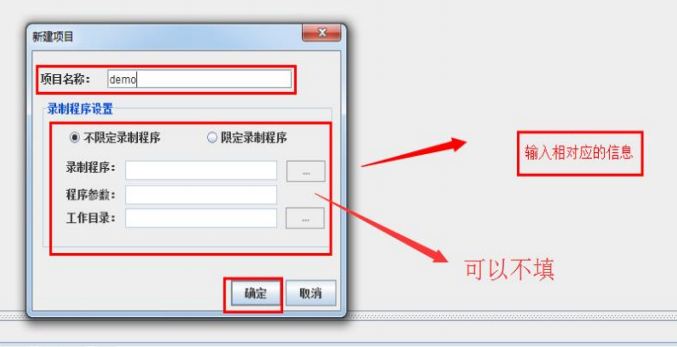 新建项目
项目名称： demo
录制程序设置
不限定录制程序 限定录制程序
录制程序： ...
程序参数：
工作目录： ...
确定 取消
输入相对应的信息
可以不填